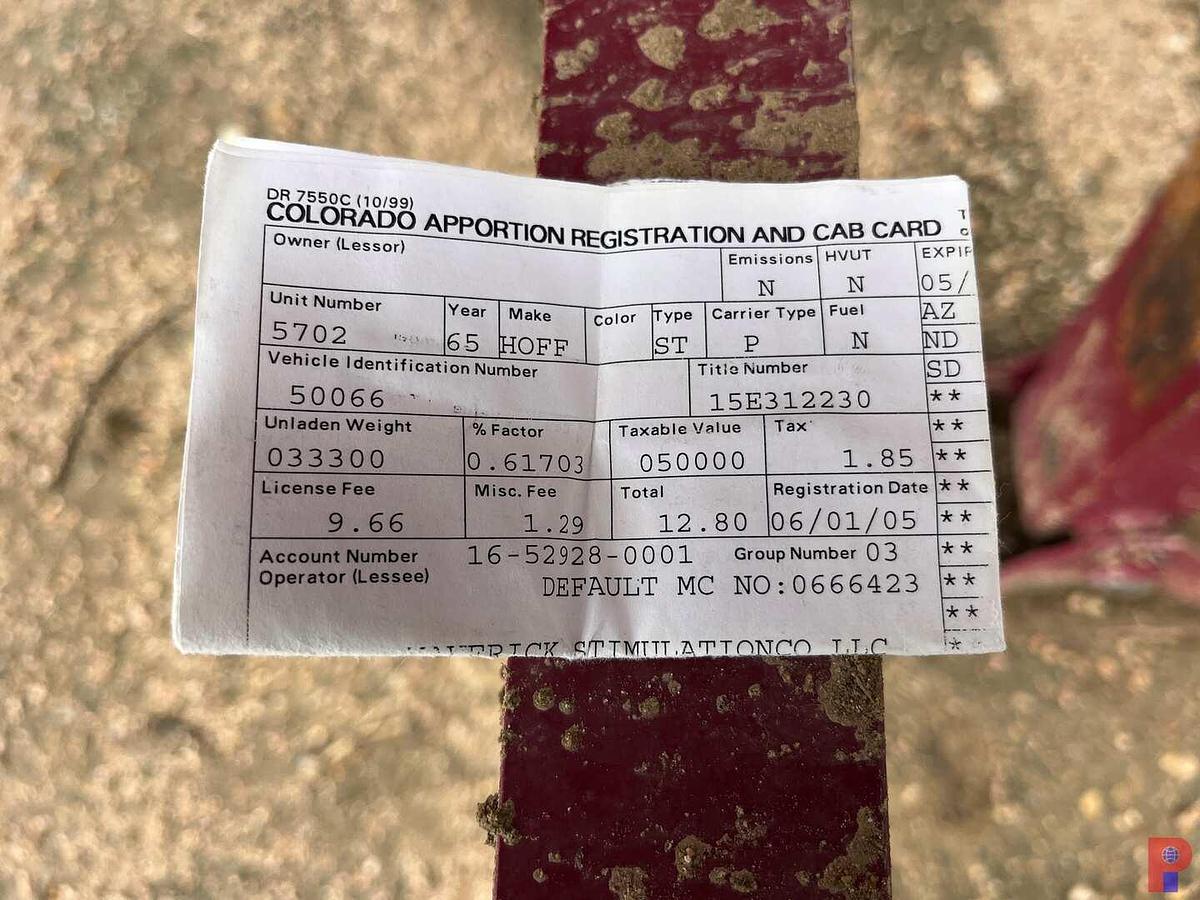 DR 7550C (10/99)
COLORADO APPORTION REGISTRATION AND CAB CARD
Owner (Lessor) Emissions HVUT EXPIR
N N 05/
Unit Number Year Make Color Type Carrier Type Fuel AZ
5702 65 HOFF ST P N ND
Vehicle Identification Number Title Number SD
50066 15E312230 **
Unladen Weight % Factor Taxable Value Tax **
033300 0.61703 050000 1.85 **
License Fee Misc. Fee Total Registration Date **
9.66 1.29 12.80 06/01/05 **
Account Number 16-52928-0001 Group Number 03 **
Operator (Lessee) DEFAULT MC NO:0666423 **
**
STIMULATIONCO LLC *